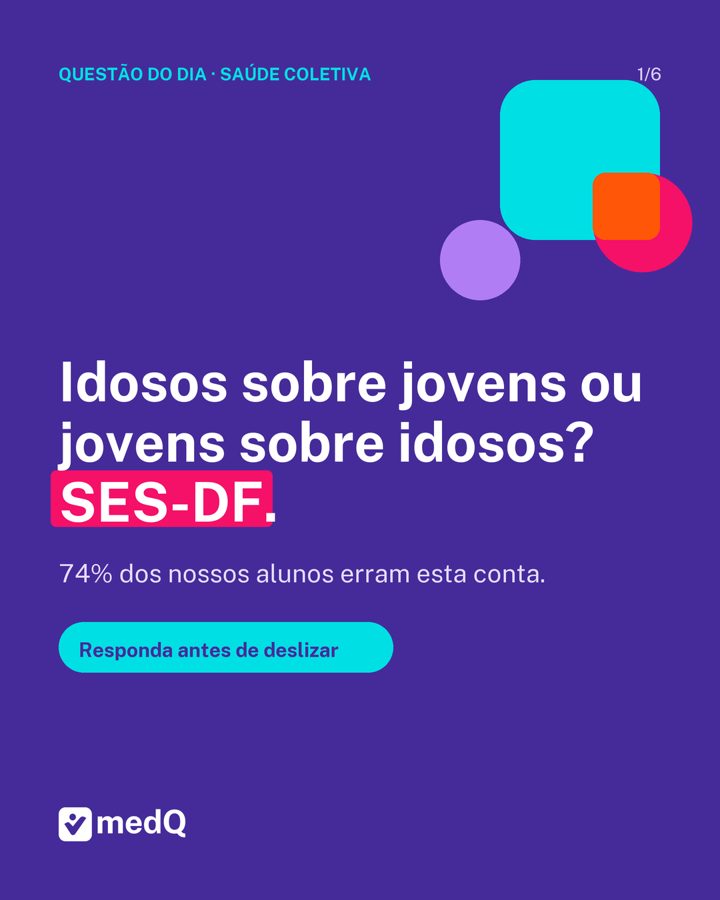 QUESTÃO DO DIA · SAÚDE COLETIVA
1/6
Idosos sobre jovens ou
jovens sobre idosos?
SES-DF.
74% dos nossos alunos erram esta conta.
Responda antes de deslizar
medQ